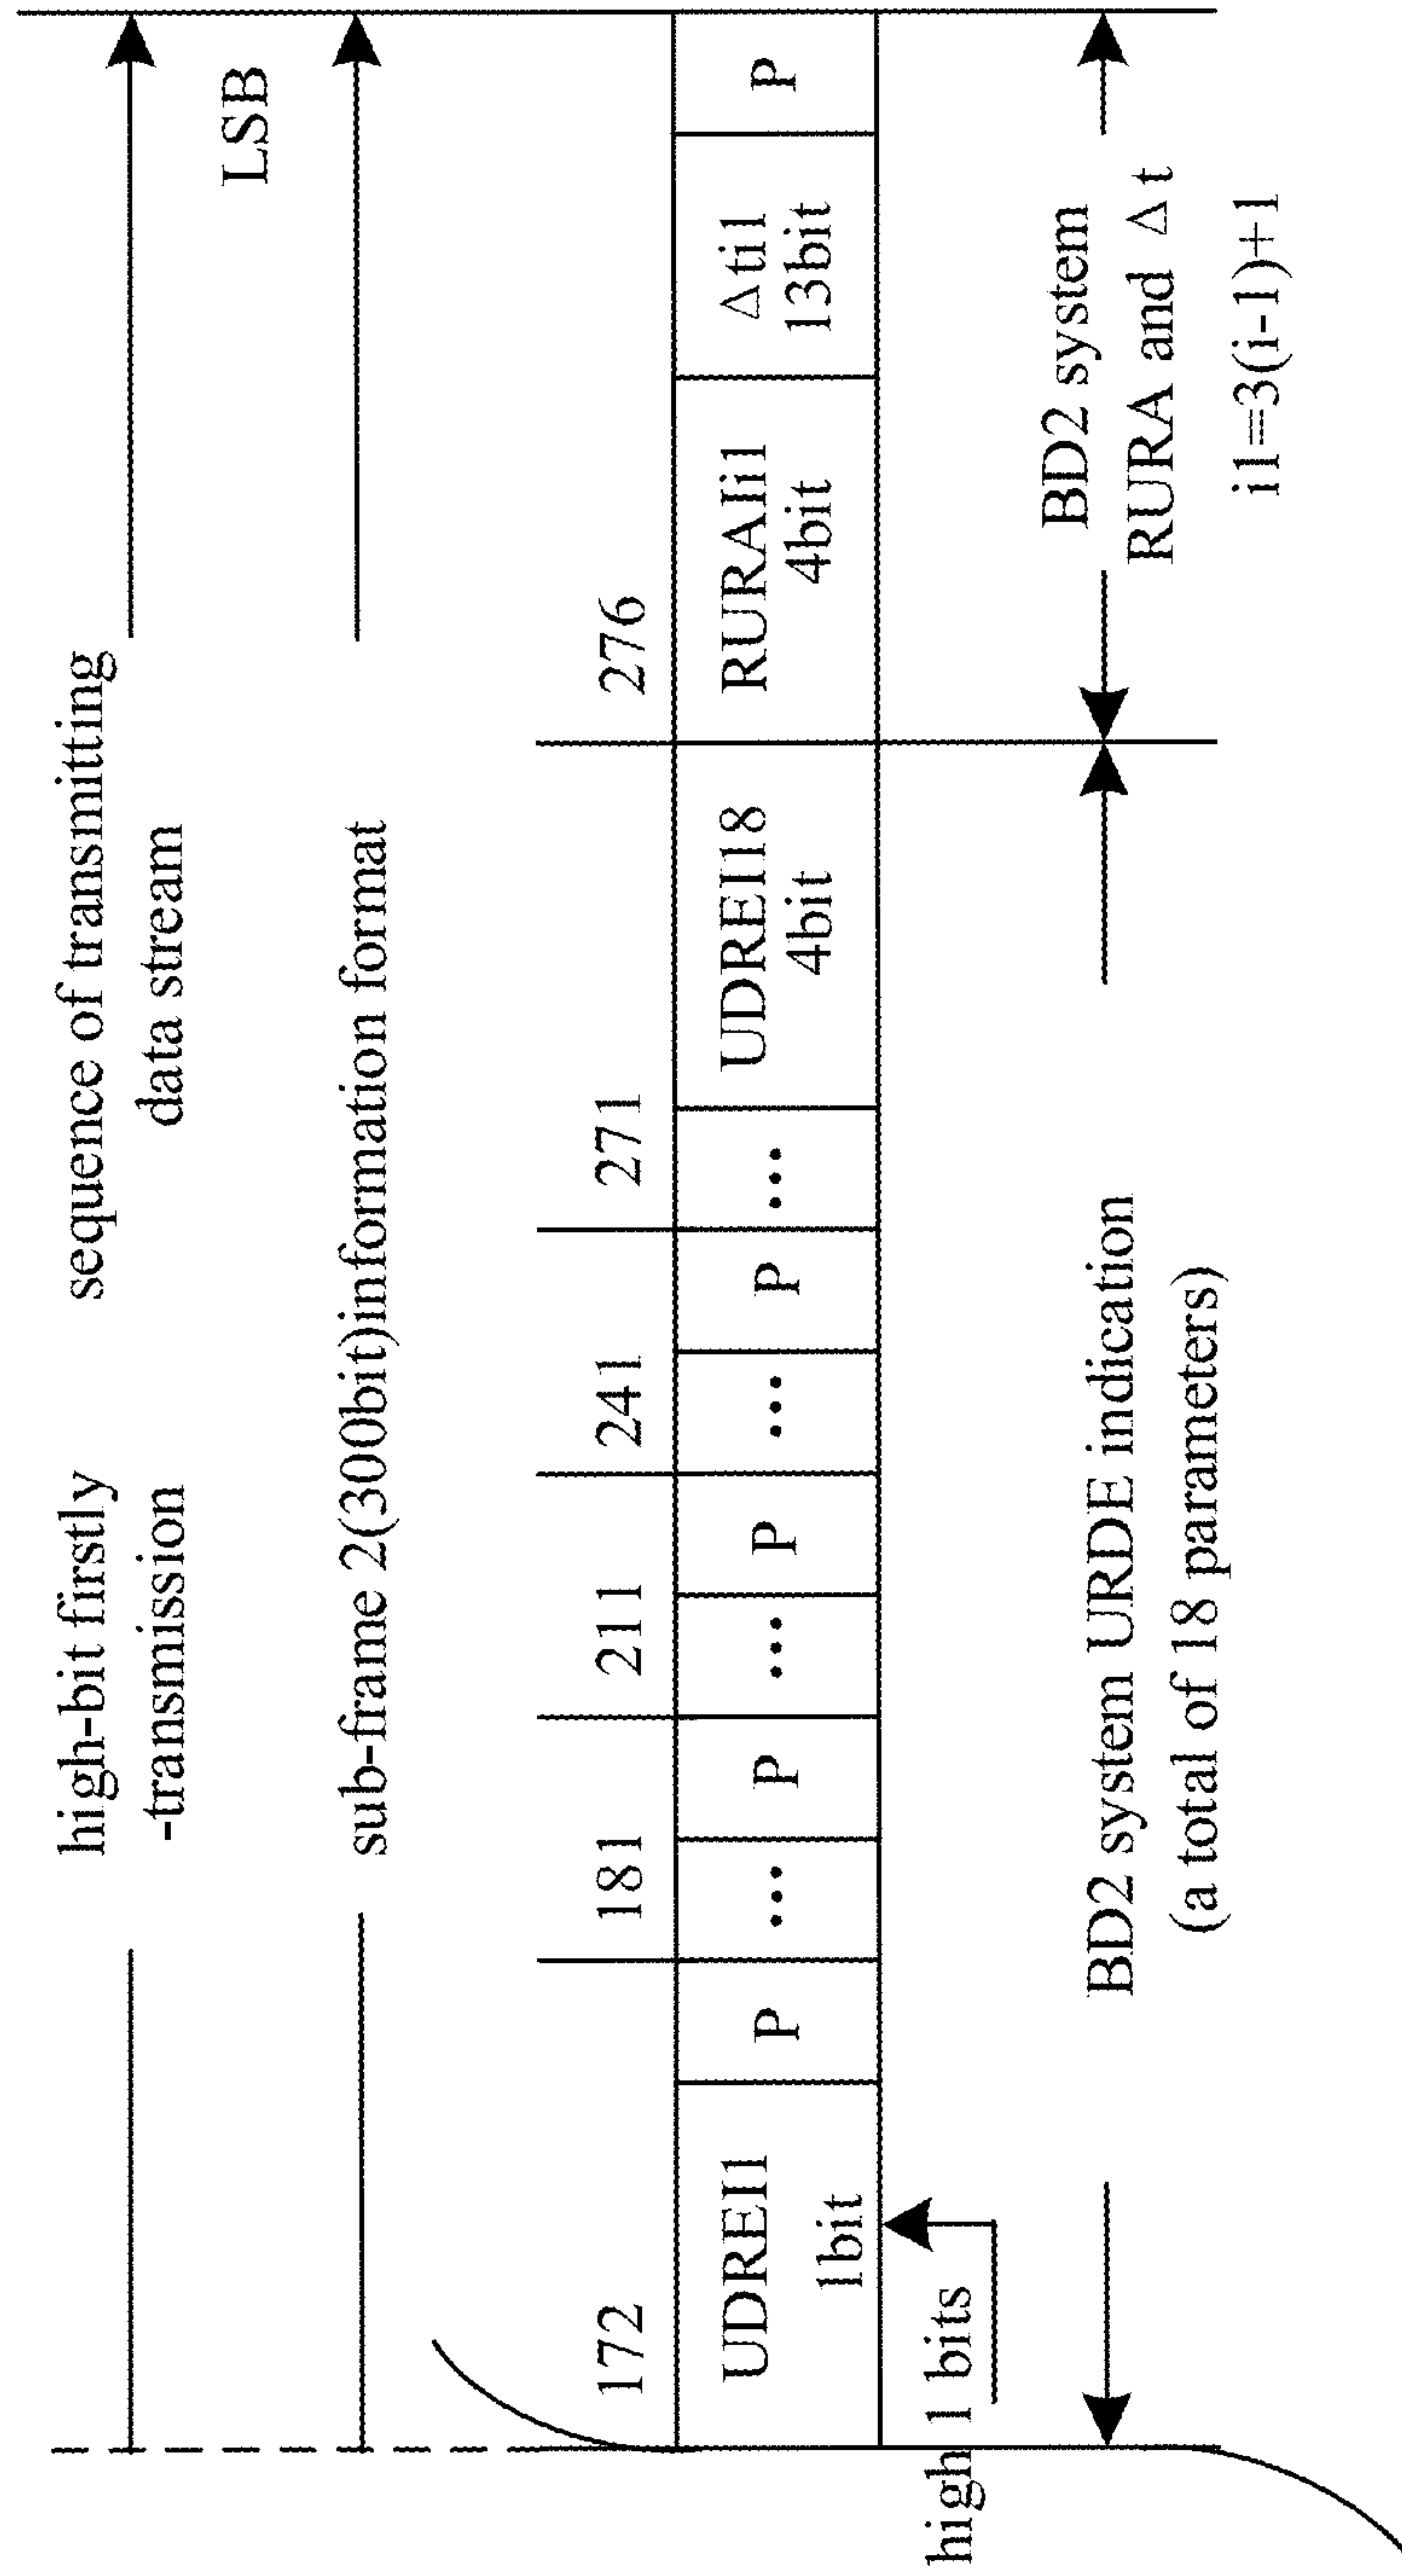 high-bit firstly
-transmission
sequence of transmitting
data stream
LSB
sub-frame 2(300bit)information format
172
181
211
241
271
276
UDREI1
1bit
P
...
P
...
P
...
P
...
UDREI18
4bit
RURAIi1
4bit
Δti1
13bit
P
high 1 bits
BD2 system URDE indication
(a total of 18 parameters)
BD2 system
RURA and Δt
i1=3(i-1)+1